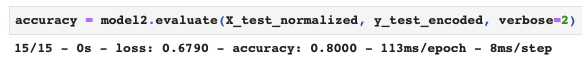 accuracy = model2.evaluate(X_test_normalized, y_test_encoded, verbose=2)
15/15 - 0s - loss: 0.6790 - accuracy: 0.8000 - 113ms/epoch - 8ms/step